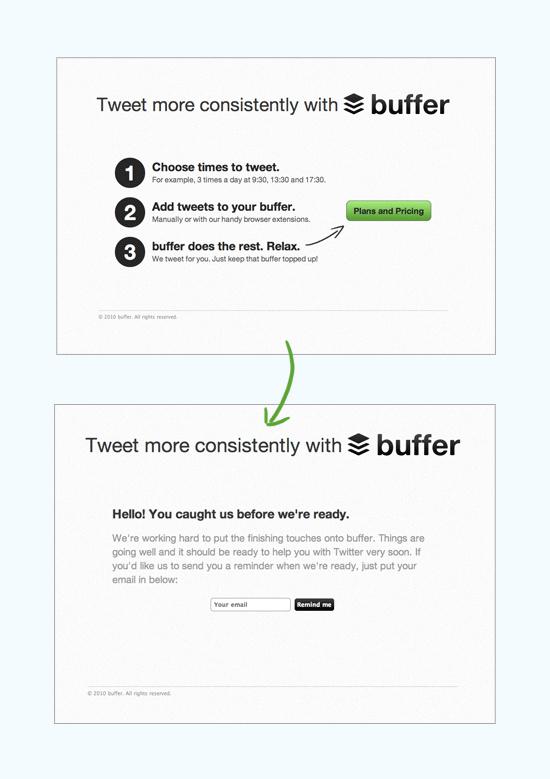 Tweet more consistently with buffer
1 Choose times to tweet.
For example, 3 times a day at 9:30, 13:30 and 17:30.
2 Add tweets to your buffer.
Manually or with our handy browser extensions.
Plans and Pricing
3 buffer does the rest. Relax.
We tweet for you. Just keep that buffer topped up!
© 2010 buffer. All rights reserved.
Tweet more consistently with buffer
Hello! You caught us before we're ready.
We're working hard to put the finishing touches onto buffer. Things are
going well and it should be ready to help you with Twitter very soon. If
you'd like us to send you a reminder when we're ready, just put your
email in below:
Your email Remind me
© 2010 buffer. All rights reserved.